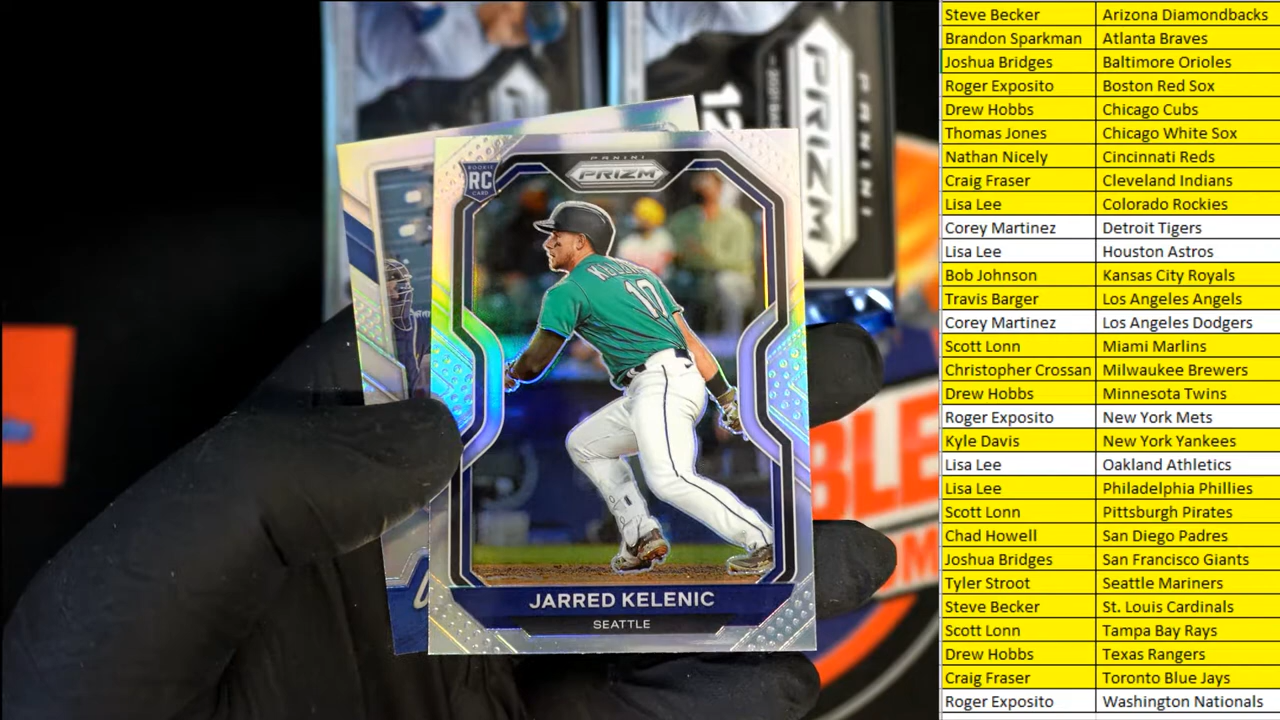 PANINI
PRIZM
ROOKIE
RC
CARD
KELENIC
10
JARRED KELENIC
SEATTLE
PRIZM
PANINI
12
BLE
Steve Becker Arizona Diamondbacks
Brandon Sparkman Atlanta Braves
Joshua Bridges Baltimore Orioles
Roger Exposito Boston Red Sox
Drew Hobbs Chicago Cubs
Thomas Jones Chicago White Sox
Nathan Nicely Cincinnati Reds
Craig Fraser Cleveland Indians
Lisa Lee Colorado Rockies
Corey Martinez Detroit Tigers
Lisa Lee Houston Astros
Bob Johnson Kansas City Royals
Travis Barger Los Angeles Angels
Corey Martinez Los Angeles Dodgers
Scott Lonn Miami Marlins
Christopher Crossan Milwaukee Brewers
Drew Hobbs Minnesota Twins
Roger Exposito New York Mets
Kyle Davis New York Yankees
Lisa Lee Oakland Athletics
Lisa Lee Philadelphia Phillies
Scott Lonn Pittsburgh Pirates
Chad Howell San Diego Padres
Joshua Bridges San Francisco Giants
Tyler Stroot Seattle Mariners
Steve Becker St. Louis Cardinals
Scott Lonn Tampa Bay Rays
Drew Hobbs Texas Rangers
Craig Fraser Toronto Blue Jays
Roger Exposito Washington Nationals